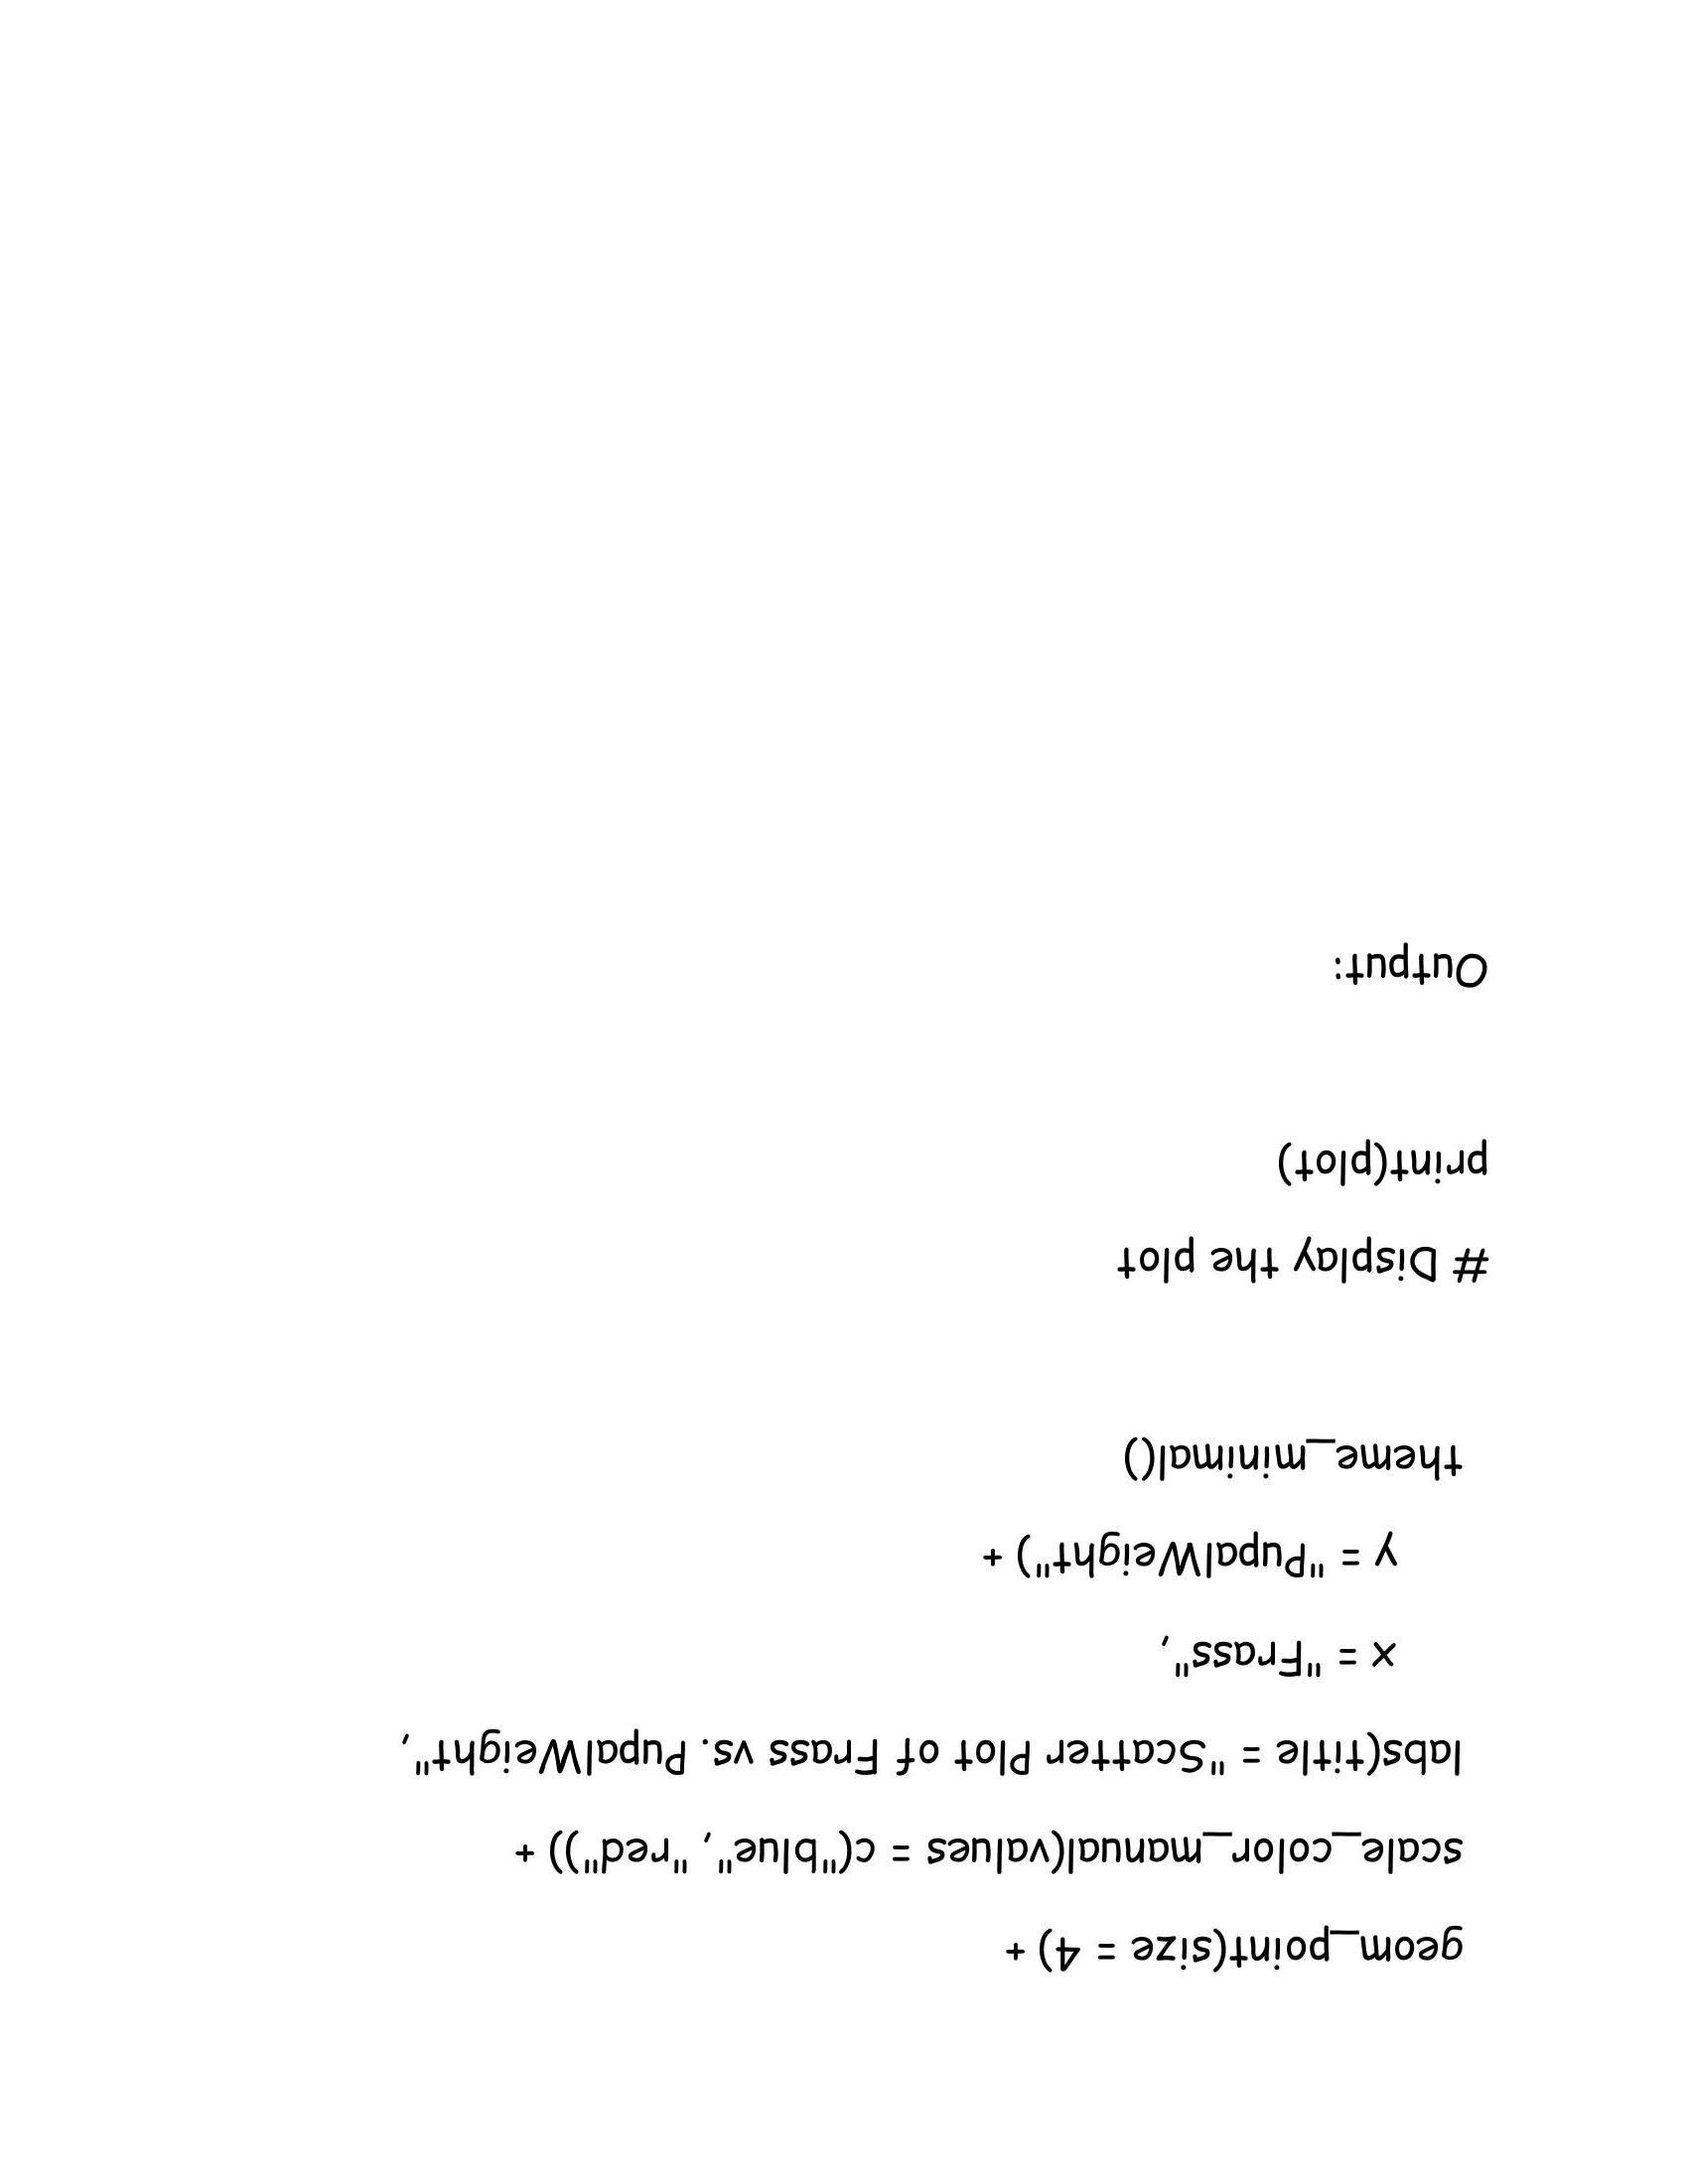 geom_point(size = 4) +
scale_color_manual(values = c("blue", "red")) +
labs(title = "Scatter Plot of Frass vs. PupalWeight",
x = "Frass",
y = "PupalWeight") +
theme_minimal()
# Display the plot
print(plot)
Output: